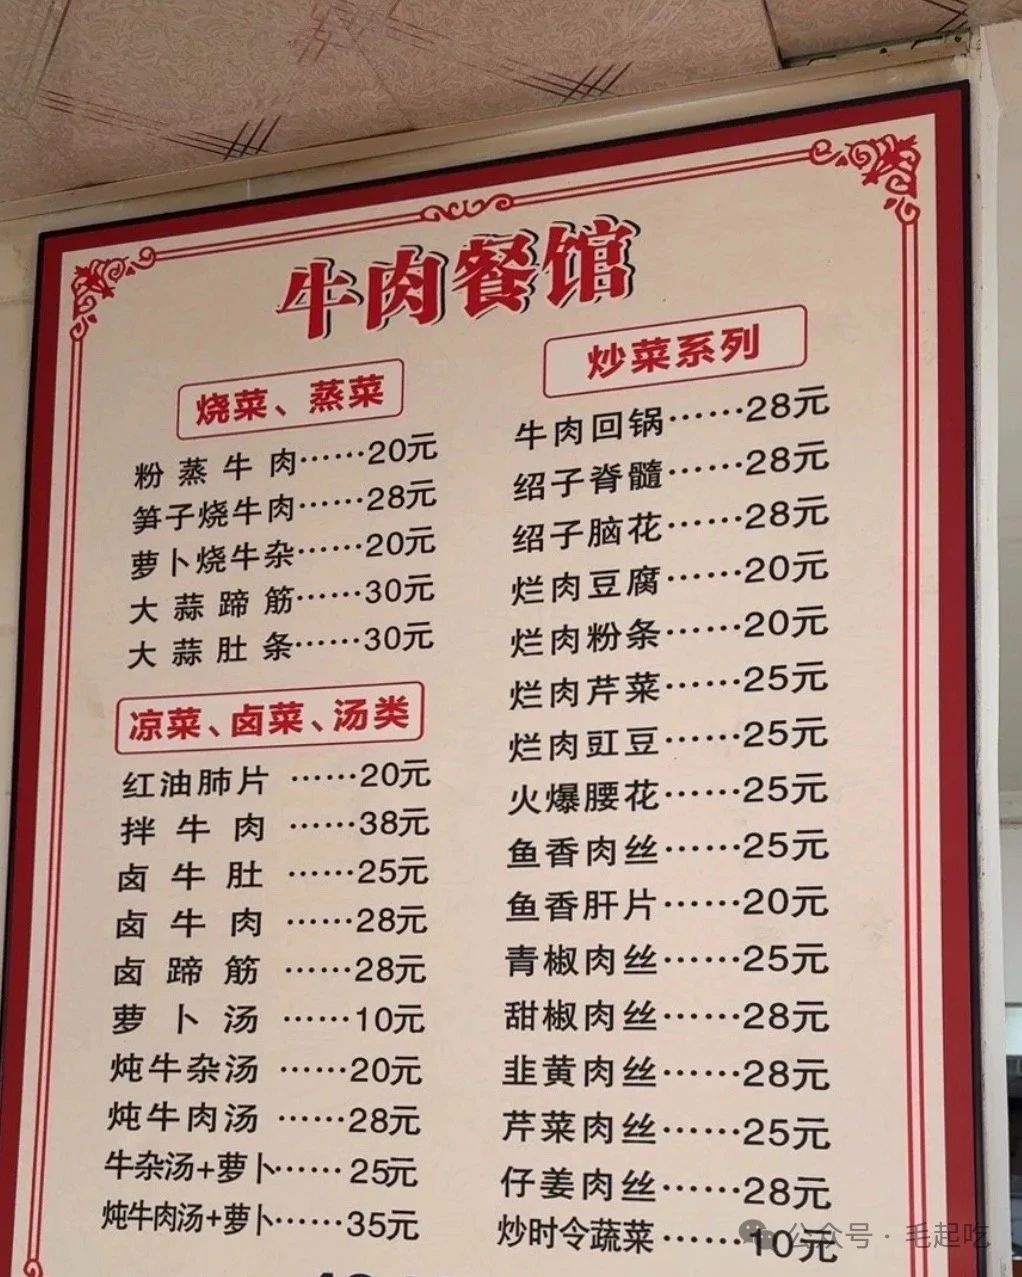 牛肉餐馆
烧菜、蒸菜
粉蒸牛肉……20元
笋子烧牛肉……28元
萝卜烧牛杂……20元
大蒜蹄筋……30元
大蒜肚条……30元
凉菜、卤菜、汤类
红油肺片……20元
拌牛肉……38元
卤牛肚……25元
卤牛肉……28元
卤蹄筋……28元
萝卜汤……10元
炖牛杂汤……20元
炖牛肉汤……28元
牛杂汤+萝卜……25元
炖牛肉汤+萝卜……35元
炒菜系列
牛肉回锅……28元
绍子脊髓……28元
绍子脑花……28元
烂肉豆腐……20元
烂肉粉条……20元
烂肉芹菜……25元
烂肉豇豆……25元
火爆腰花……25元
鱼香肉丝……25元
鱼香肝片……20元
青椒肉丝……25元
甜椒肉丝……28元
韭黄肉丝……28元
芹菜肉丝……25元
仔姜肉丝……28元
炒时令蔬菜……10元
公众号·毛起吃